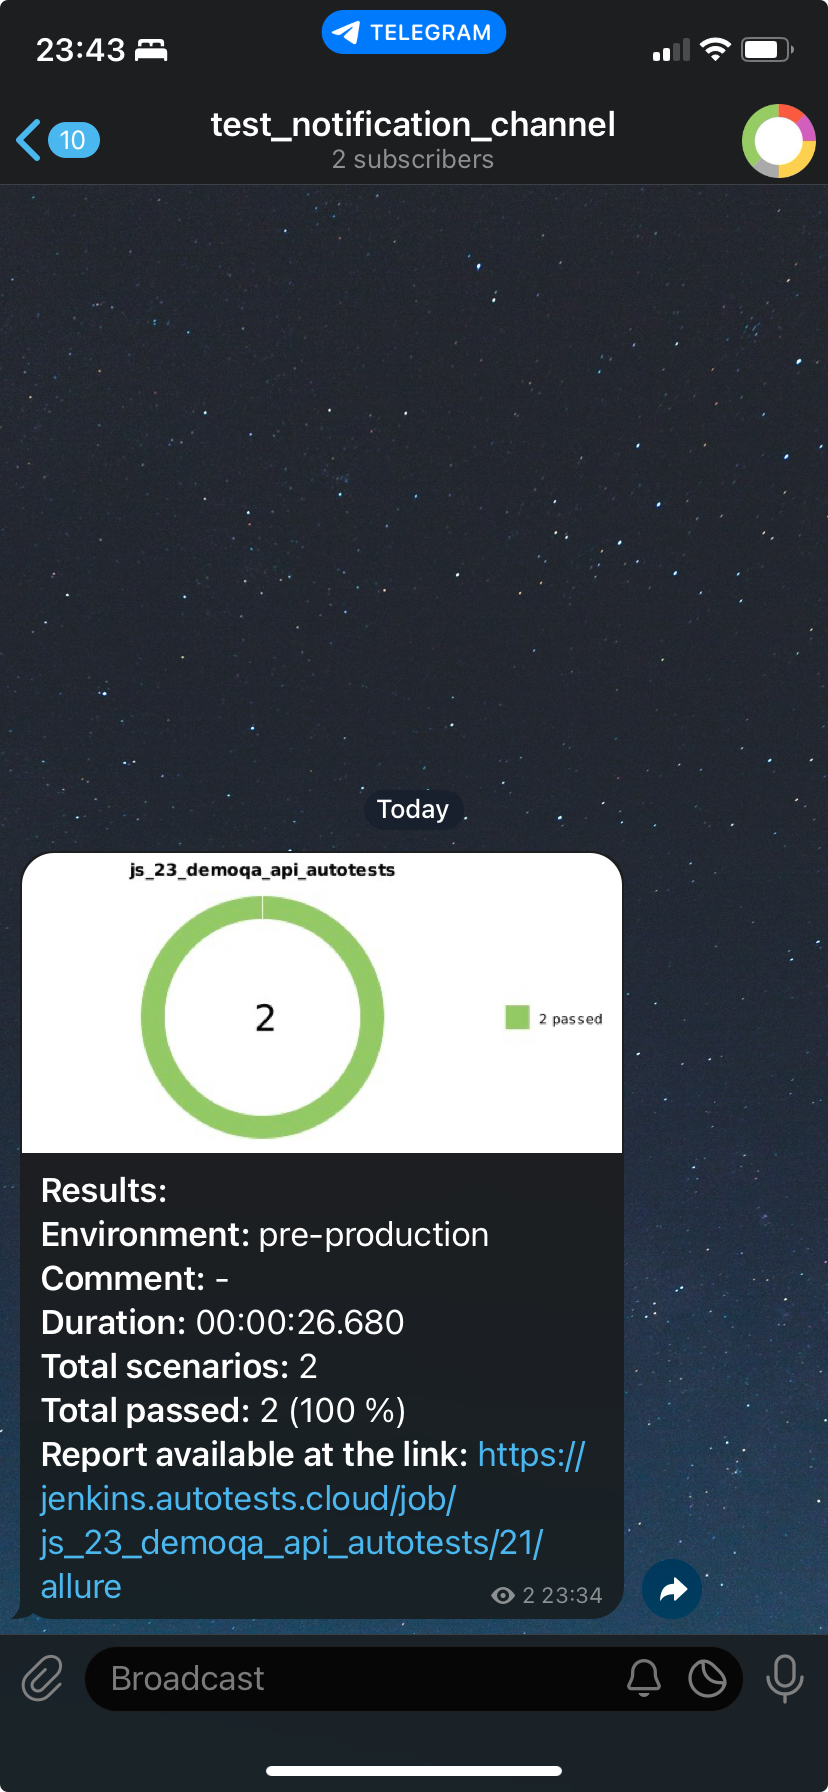 23:43
TELEGRAM
10
test_notification_channel
2 subscribers
Today
js_23_demoqa_api_autotests
2
2 passed
Results:
Environment: pre-production
Comment: -
Duration: 00:00:26.680
Total scenarios: 2
Total passed: 2 (100 %)
Report available at the link: https://
jenkins.autotests.cloud/job/
js_23_demoqa_api_autotests/21/
allure
2 23:34
Broadcast